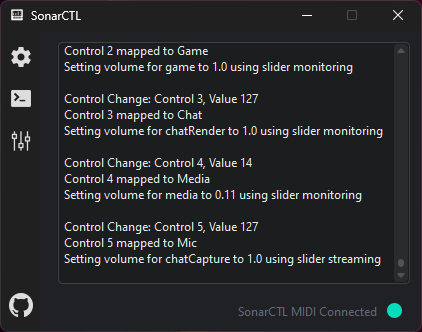 SonarCTL
Control 2 mapped to Game
Setting volume for game to 1.0 using slider monitoring
Control Change: Control 3, Value 127
Control 3 mapped to Chat
Setting volume for chatRender to 1.0 using slider monitoring
Control Change: Control 4, Value 14
Control 4 mapped to Media
Setting volume for media to 0.11 using slider monitoring
Control Change: Control 5, Value 127
Control 5 mapped to Mic
Setting volume for chatCapture to 1.0 using slider streaming
SonarCTL MIDI Connected